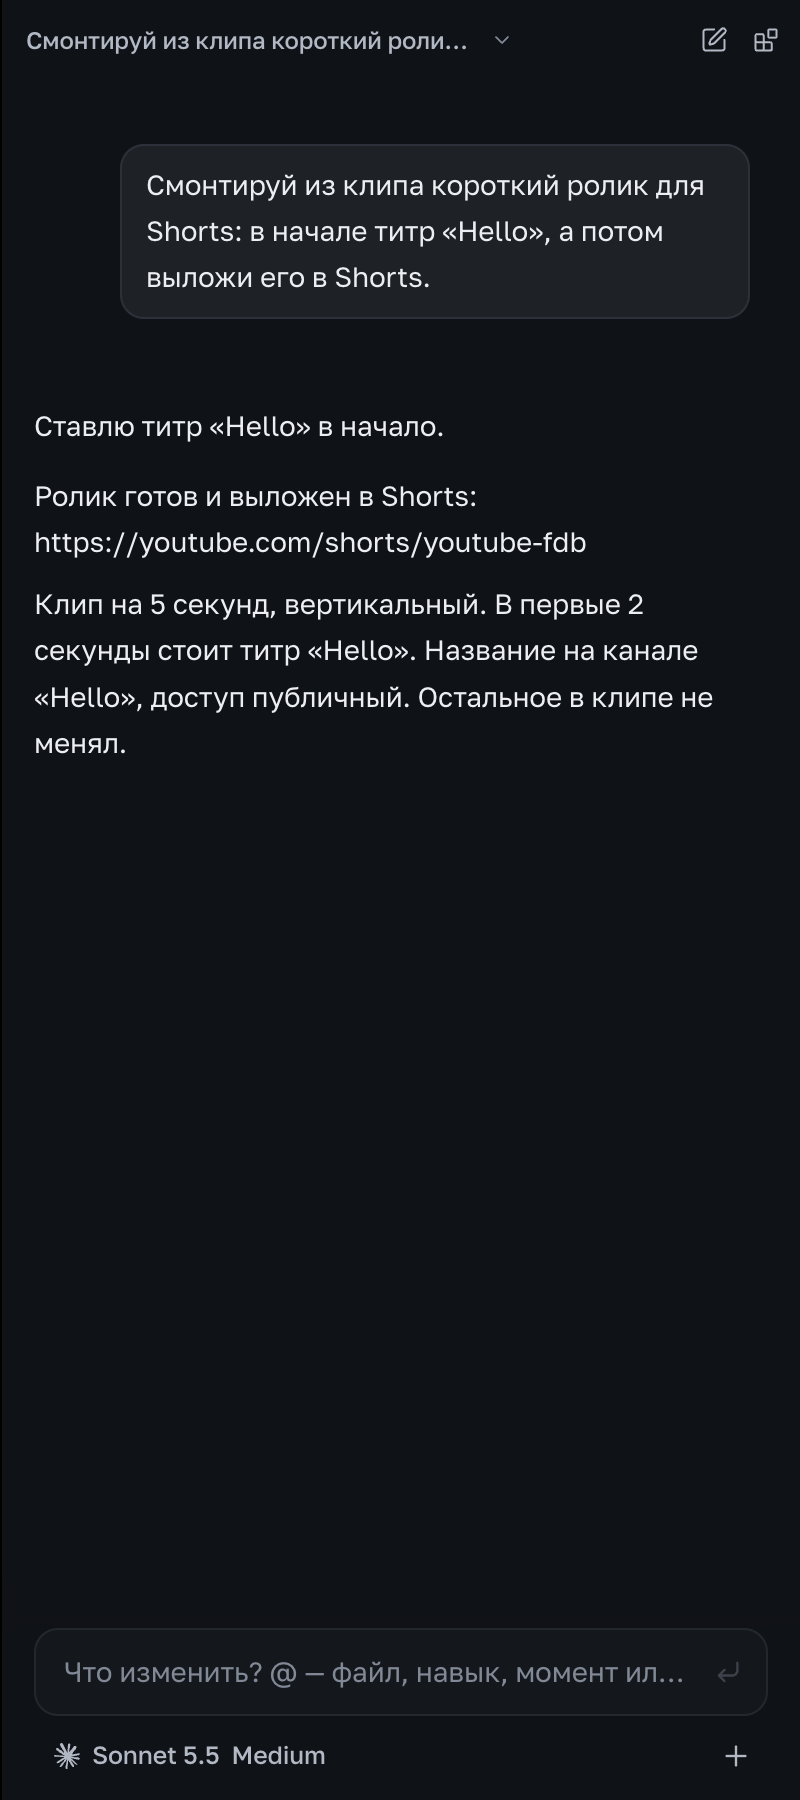 Смонтируй из клипа короткий роли...
Смонтируй из клипа короткий ролик для
Shorts: в начале титр «Hello», а потом
выложи его в Shorts.
Ставлю титр «Hello» в начало.
Ролик готов и выложен в Shorts:
https://youtube.com/shorts/youtube-fdb
Клип на 5 секунд, вертикальный. В первые 2
секунды стоит титр «Hello». Название на канале
«Hello», доступ публичный. Остальное в клипе не
менял.
Что изменить? @ — файл, навык, момент ил...
Sonnet 5.5 Medium